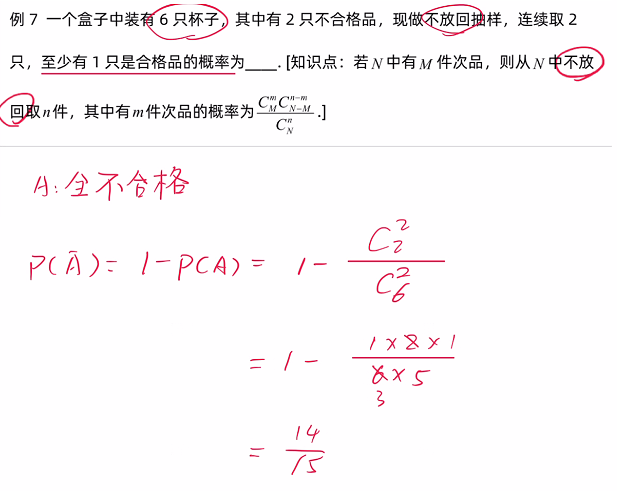 例 7 一个盒子中装有 6 只杯子，其中有 2 只不合格品，现做不放回抽样，连续取 2
只，至少有 1 只是合格品的概率为____. [知识点：若 N 中有 M 件次品，则从 N 中不放
回取 n 件，其中有 m 件次品的概率为 \frac{C_M^m C_{N-M}^{n-m}}{C_N^n} .]
A: 全不合格
P(Ā) = 1 - P(A) = 1 - \frac{C_2^2}{C_6^2}
= 1 - \frac{1×2×1}{6×5} 3
= \frac{14}{15}